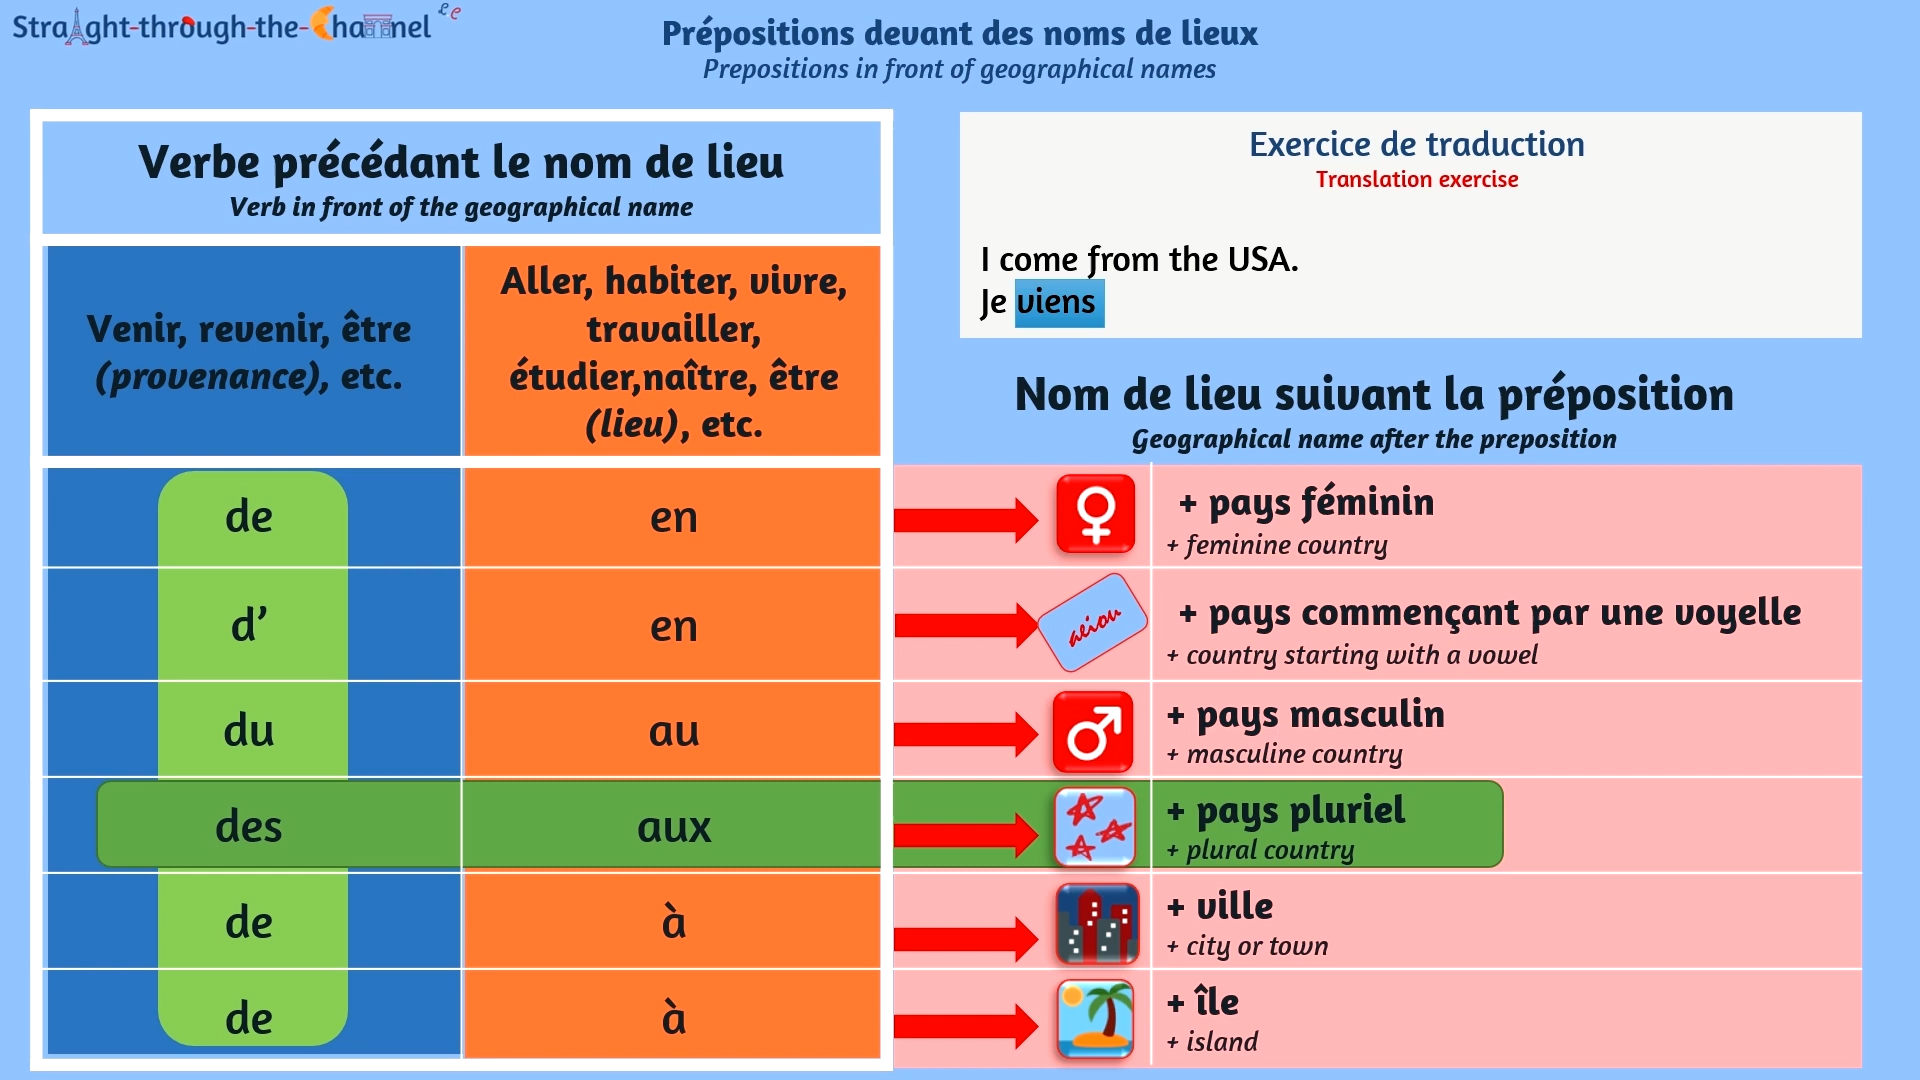 Straight-through-the-Channel LC
Prépositions devant des noms de lieux
Prepositions in front of geographical names
Verbe précédant le nom de lieu
Verb in front of the geographical name
Venir, revenir, être
(provenance), etc.
Aller, habiter, vivre,
travailler,
étudier,naître, être
(lieu), etc.
Exercice de traduction
Translation exercise
I come from the USA.
Je viens
Nom de lieu suivant la préposition
Geographical name after the preposition
de
en
+ pays féminin
+ feminine country
d’
en
aeiou
+ pays commençant par une voyelle
+ country starting with a vowel
du
au
+ pays masculin
+ masculine country
des
aux
+ pays pluriel
+ plural country
de
à
+ ville
+ city or town
de
à
+ île
+ island